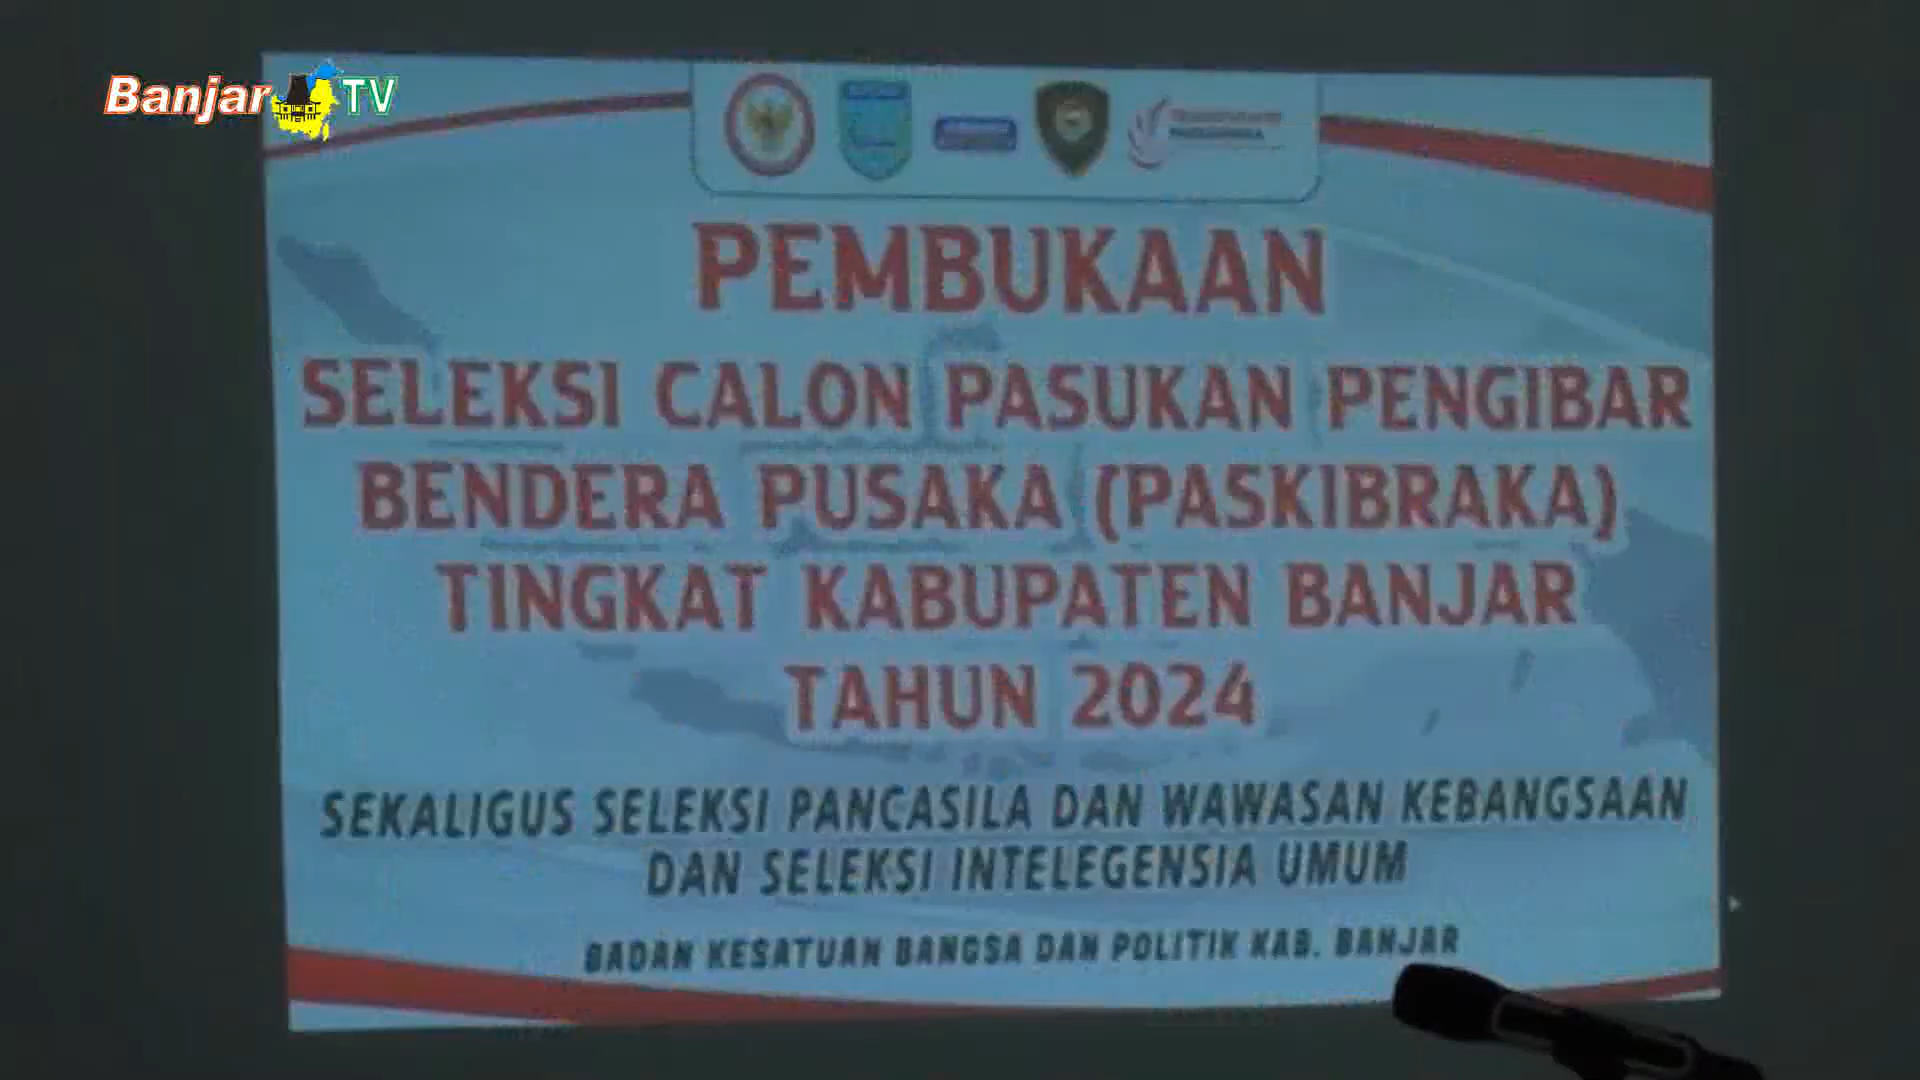 Banjar TV
PEMBUKAAN
SELEKSI CALON PASUKAN PENGIBAR
BENDERA PUSAKA (PASKIBRAKA)
TINGKAT KABUPATEN BANJAR
TAHUN 2024
SEKALIGUS SELEKSI PANCASILA DAN WAWASAN KEBANGSAAN
DAN SELEKSI INTELEGENSIA UMUM
BADAN KESATUAN BANGSA DAN POLITIK KAB. BANJAR